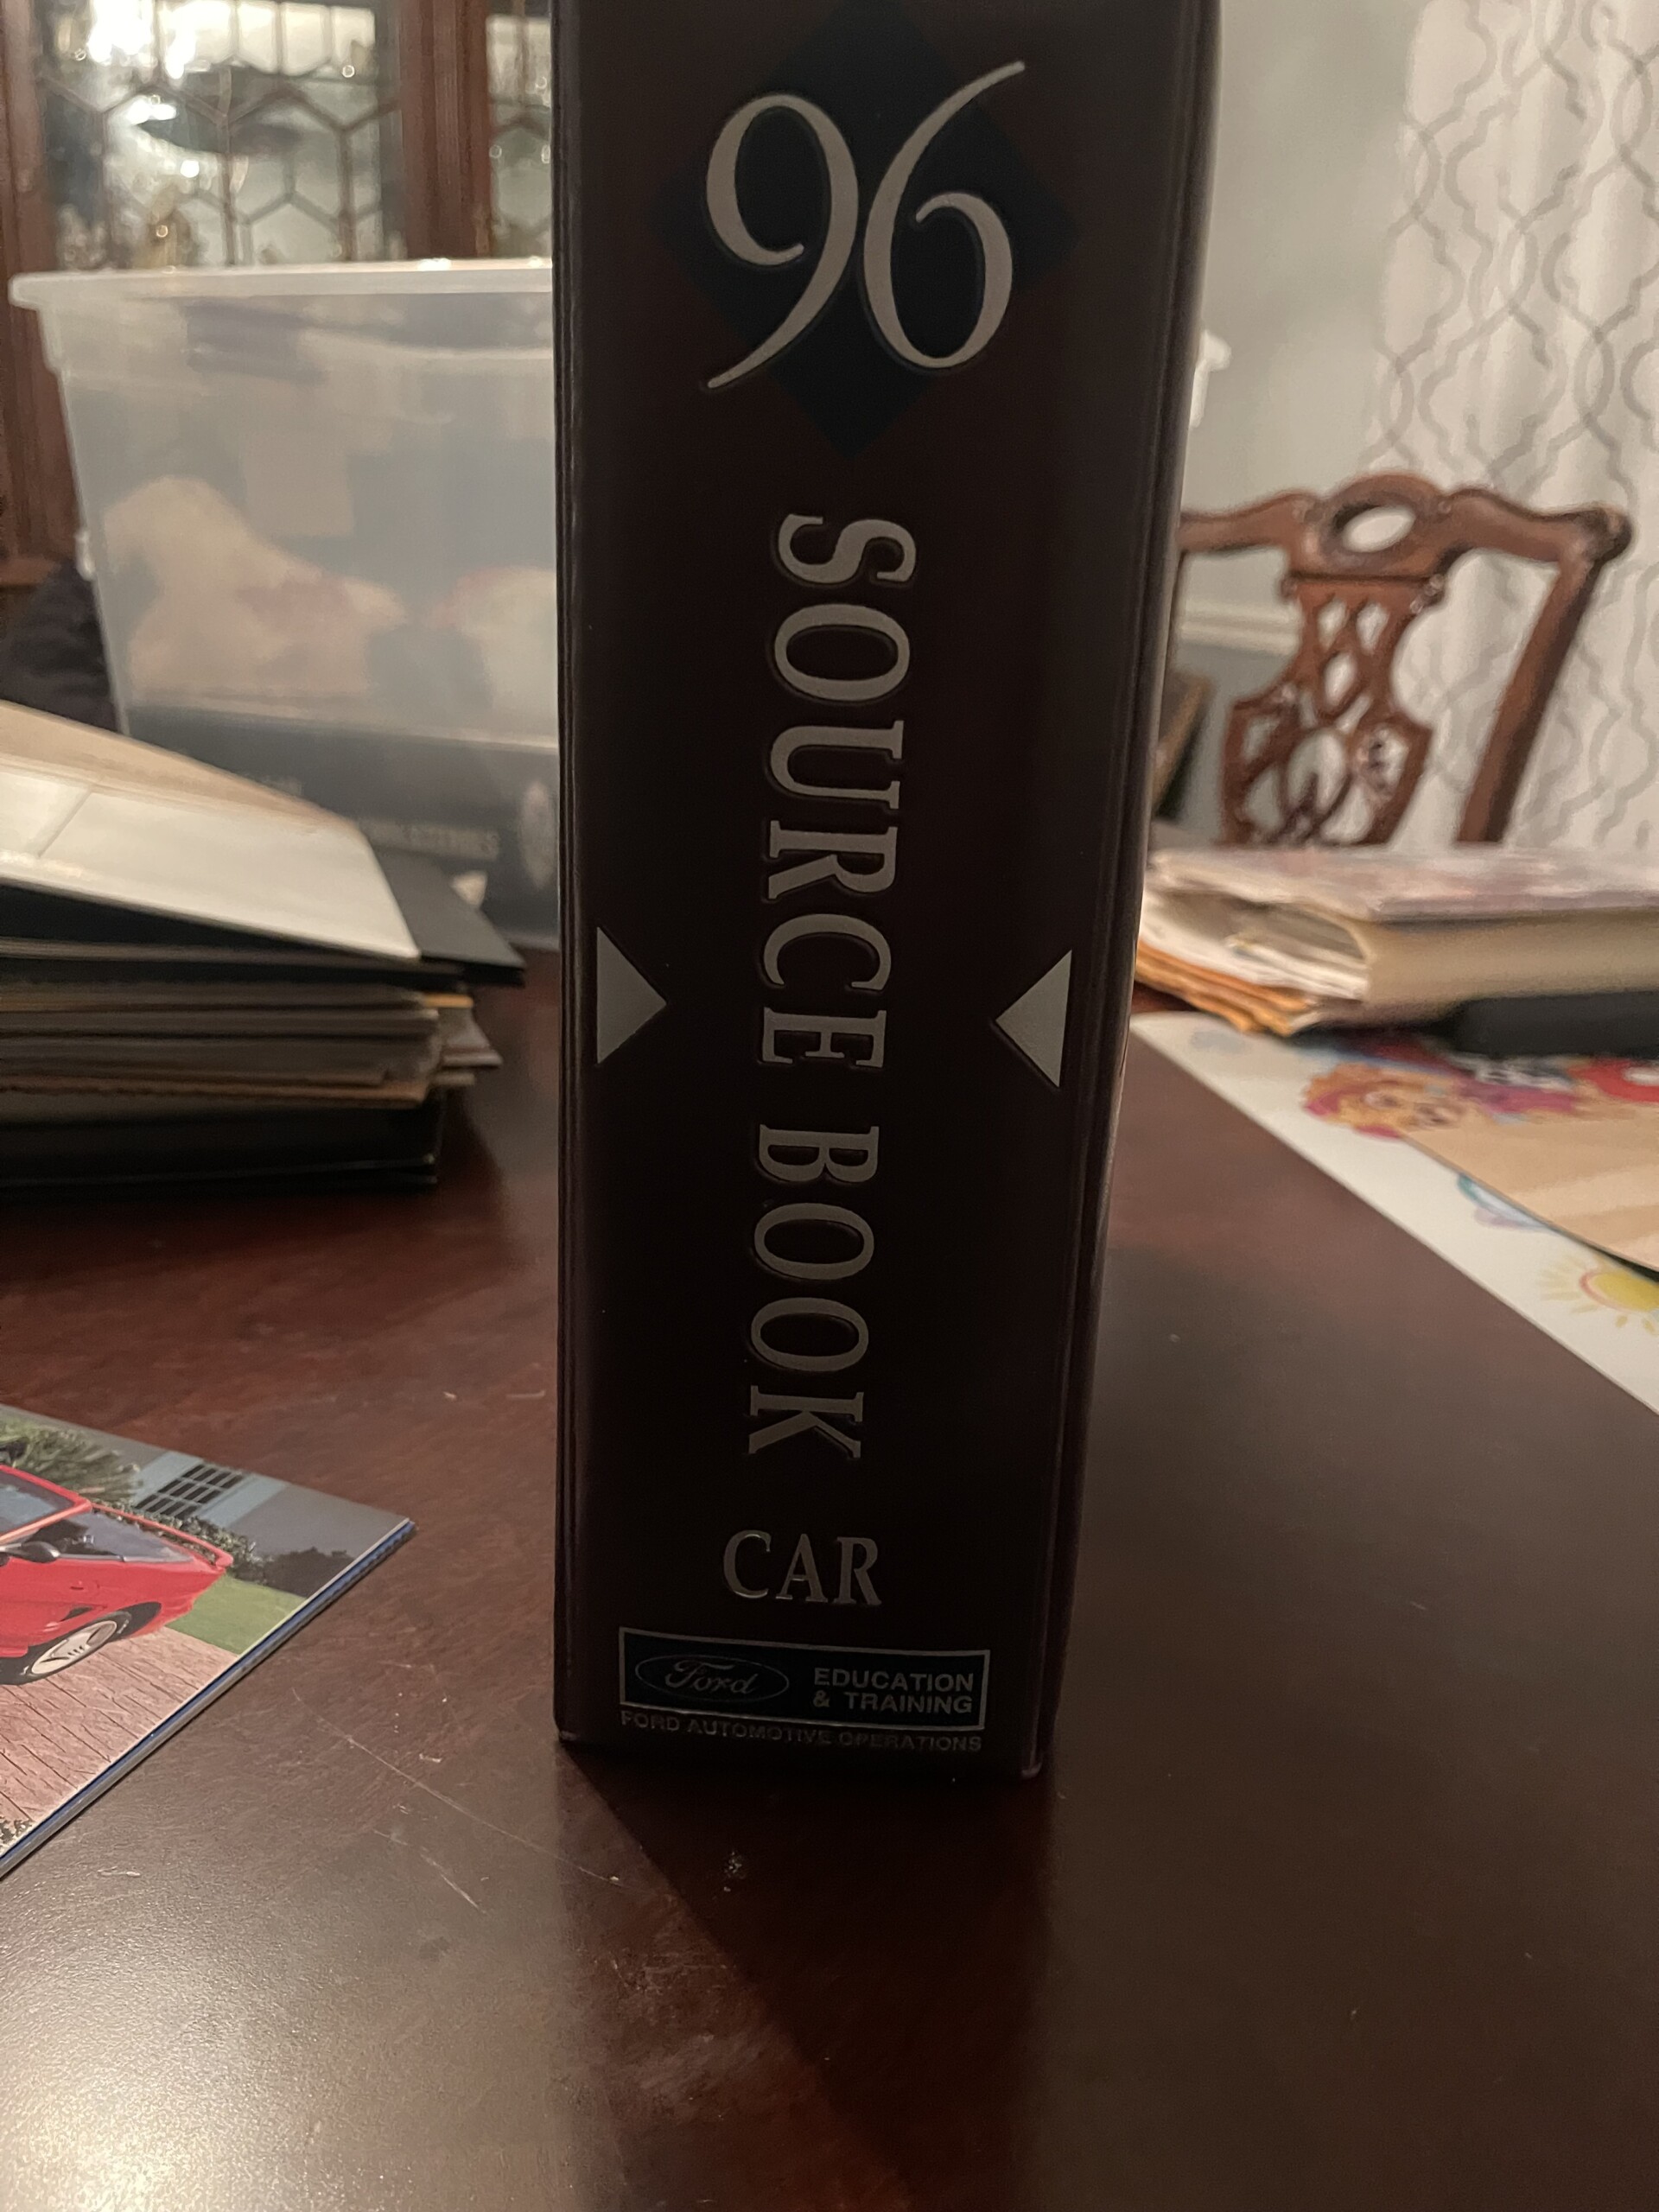 96
SOURCE BOOK
CAR
Ford
EDUCATION
& TRAINING
FORD AUTOMOTIVE OPERATIONS